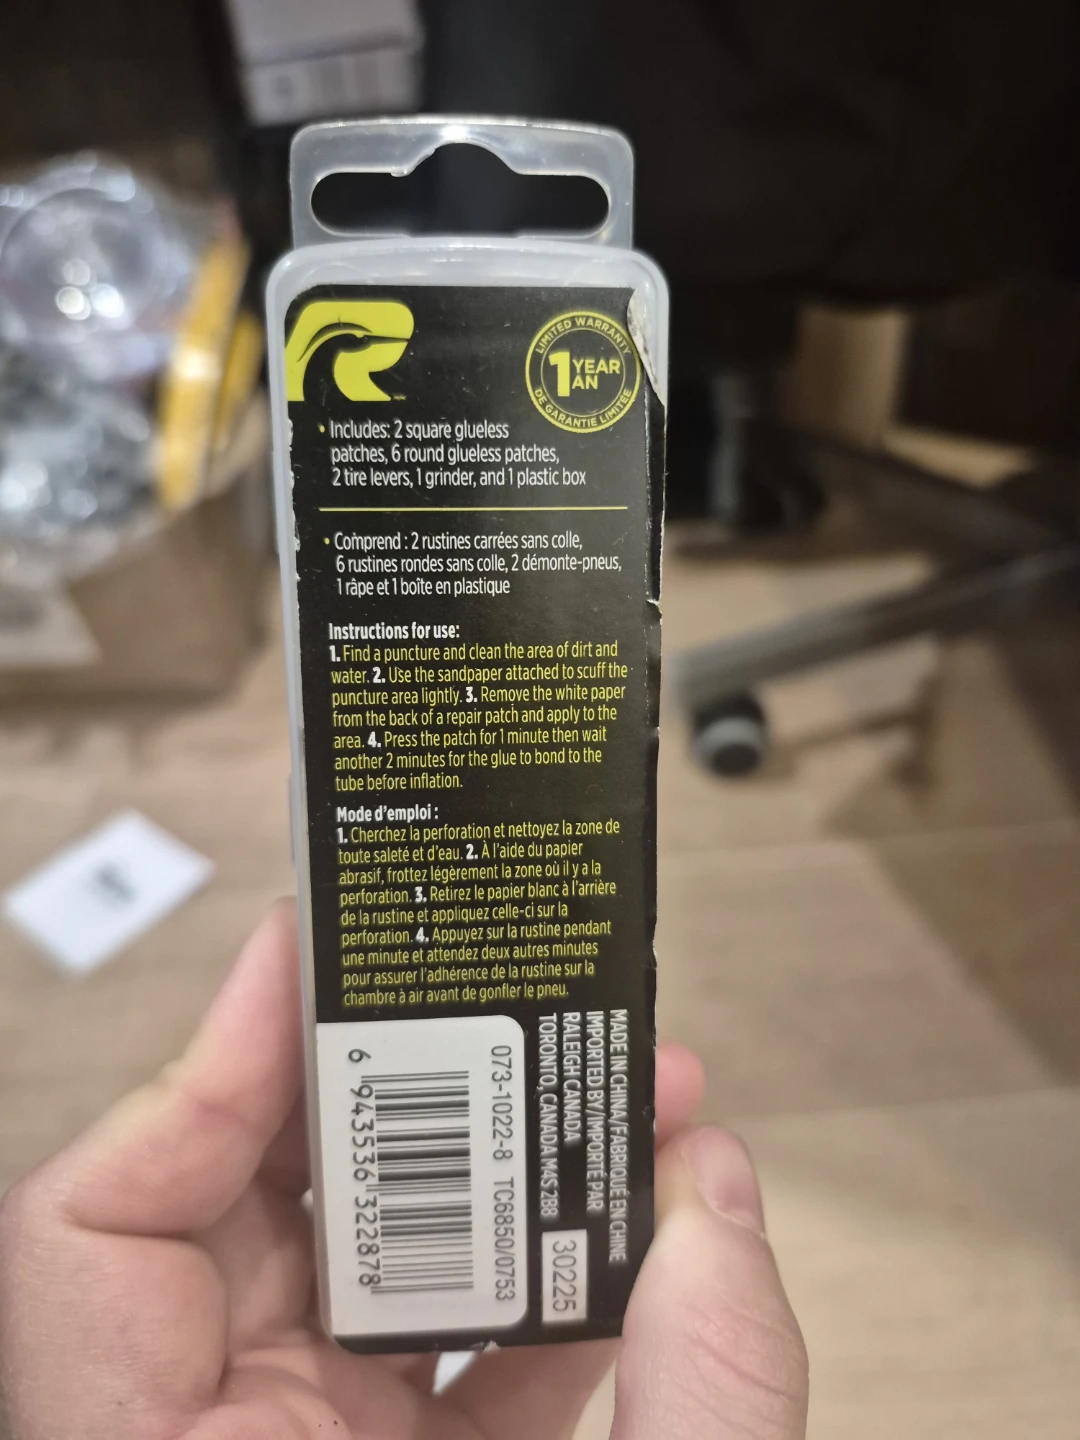 LIMITED WARRANTY
1 YEAR
AN
DE GARANTIE LIMITÉE
• Includes: 2 square glueless
patches, 6 round glueless patches,
2 tire levers, 1 grinder, and 1 plastic box
• Comprend : 2 rustines carrées sans colle,
6 rustines rondes sans colle, 2 démonte-pneus,
1 râpe et 1 boîte en plastique
Instructions for use:
1. Find a puncture and clean the area of dirt and
water. 2. Use the sandpaper attached to scuff the
puncture area lightly. 3. Remove the white paper
from the back of a repair patch and apply to the
area. 4. Press the patch for 1 minute then wait
another 2 minutes for the glue to bond to the
tube before inflation.
Mode d'emploi :
1. Cherchez la perforation et nettoyez la zone de
toute saleté et d'eau. 2. À l'aide du papier
abrasif, frottez légèrement la zone où il y a la
perforation. 3. Retirez le papier blanc à l'arrière
de la rustine et appliquez celle-ci sur la
perforation. 4. Appuyez sur la rustine pendant
une minute et attendez deux autres minutes
pour assurer l'adhérence de la rustine sur la
chambre à air avant de gonfler le pneu.
MADE IN CHINA/FABRIQUÉ EN CHINE
IMPORTED BY/IMPORTÉ PAR
RALEIGH CANADA
TORONTO, CANADA M4S 2B8
30225
073-1022-8 TC6850/0753
6 943536 322878